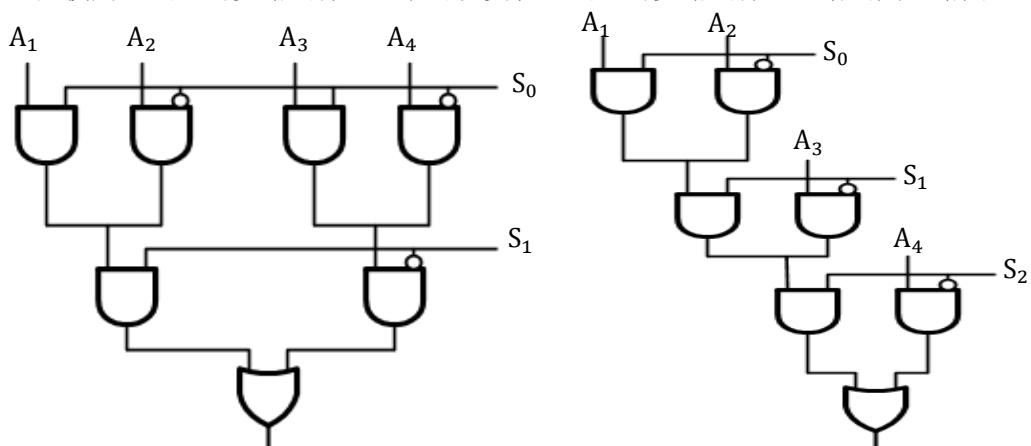 A₁ A₂ A₃ A₄ S₀
S₁
A₁ A₂ S₀
A₃ S₁
A₄ S₂